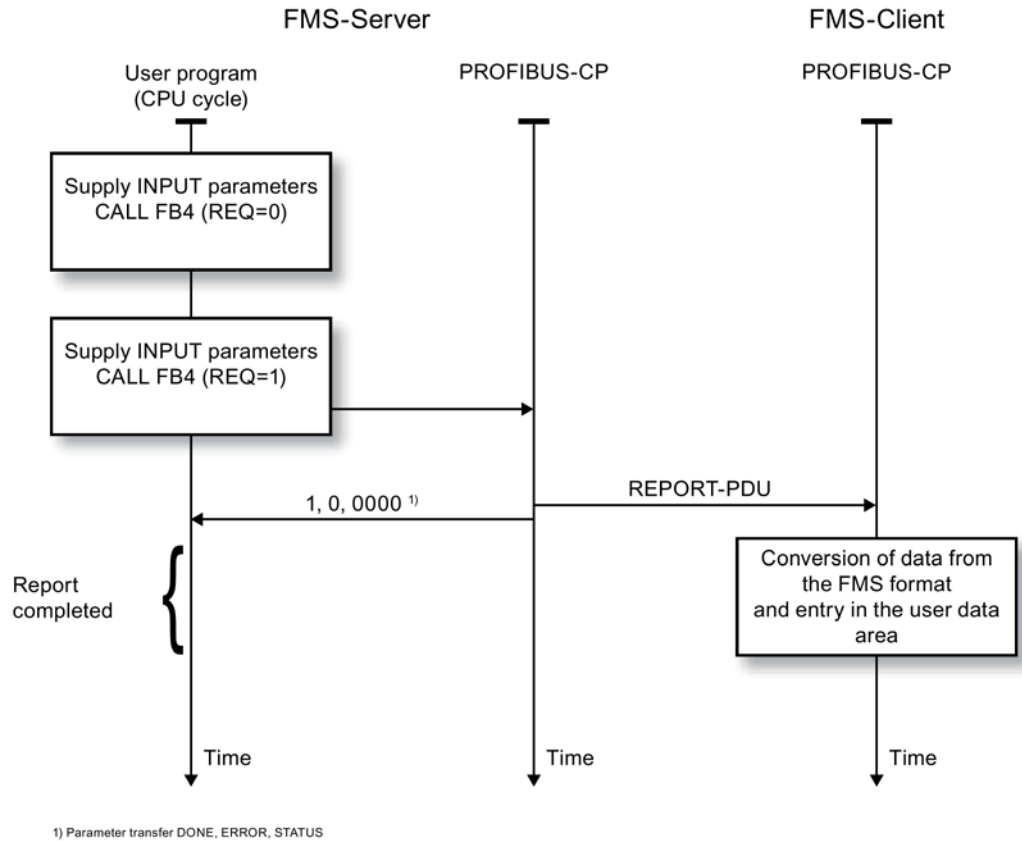 FMS-Server
FMS-Client
User program
(CPU cycle)
PROFIBUS-CP
PROFIBUS-CP
Supply INPUT parameters
CALL FB4 (REQ=0)
Supply INPUT parameters
CALL FB4 (REQ=1)
REPORT-PDU
1, 0, 0000 1)
Conversion of data from
the FMS format
and entry in the user data
area
Report
completed
Time
Time
Time
1) Parameter transfer DONE, ERROR, STATUS